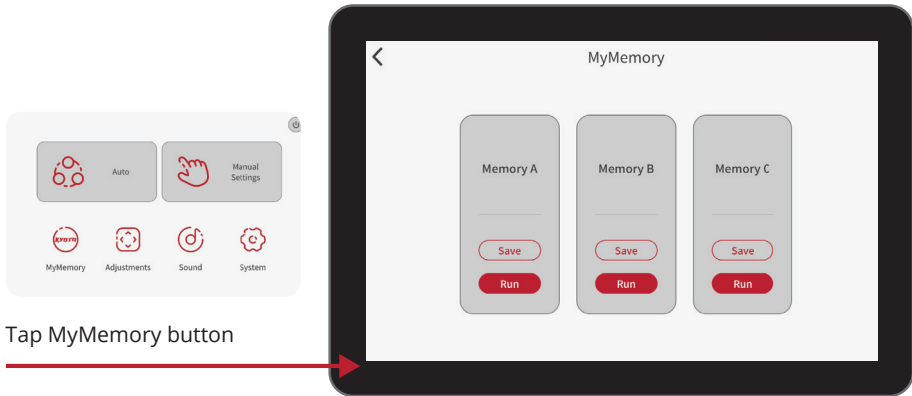 Auto
Manual
Settings
kyota
MyMemory
Adjustments
Sound
System
Tap MyMemory button
MyMemory
Memory A
Memory B
Memory C
Save
Save
Save
Run
Run
Run